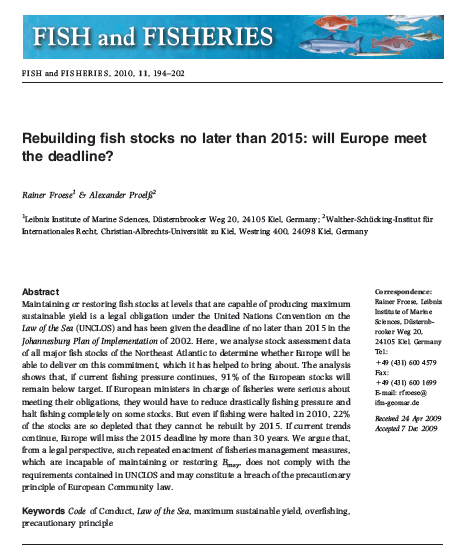 FISH and FISHERIES
FISH and FISHERIES, 2010, 11, 194–202
Rebuilding fish stocks no later than 2015: will Europe meet
the deadline?
Rainer Froese¹ & Alexander Proelß²
¹Leibniz Institute of Marine Sciences, Düsternbrooker Weg 20, 24105 Kiel, Germany; ²Walther-Schücking-Institut für
Internationales Recht, Christian-Albrechts-Universität zu Kiel, Westring 400, 24098 Kiel, Germany
Abstract
Maintaining or restoring fish stocks at levels that are capable of producing maximum
sustainable yield is a legal obligation under the United Nations Convention on the
Law of the Sea (UNCLOS) and has been given the deadline of no later than 2015 in the
Johannesburg Plan of Implementation of 2002. Here, we analyse stock assessment data
of all major fish stocks of the Northeast Atlantic to determine whether Europe will be
able to deliver on this commitment, which it has helped to bring about. The analysis
shows that, if current fishing pressure continues, 91% of the European stocks will
remain below target. If European ministers in charge of fisheries were serious about
meeting their obligations, they would have to reduce drastically fishing pressure and
halt fishing completely on some stocks. But even if fishing were halted in 2010, 22%
of the stocks are so depleted that they cannot be rebuilt by 2015. If current trends
continue, Europe will miss the 2015 deadline by more than 30 years. We argue that,
from a legal perspective, such repeated enactment of fisheries management measures,
which are incapable of maintaining or restoring Bmsy, does not comply with the
requirements contained in UNCLOS and may constitute a breach of the precautionary
principle of European Community law.
Keywords Code of Conduct, Law of the Sea, maximum sustainable yield, overfishing,
precautionary principle
Correspondence:
Rainer Froese, Leibniz
Institute of Marine
Sciences, Düsternb-
rooker Weg 20,
24105 Kiel, Germany
Tel.:
+49 (431) 600 4579
Fax:
+49 (431) 600 1699
E-mail: rfroese@
ifm-geomar.de
Received 24 Apr 2009
Accepted 7 Dec 2009